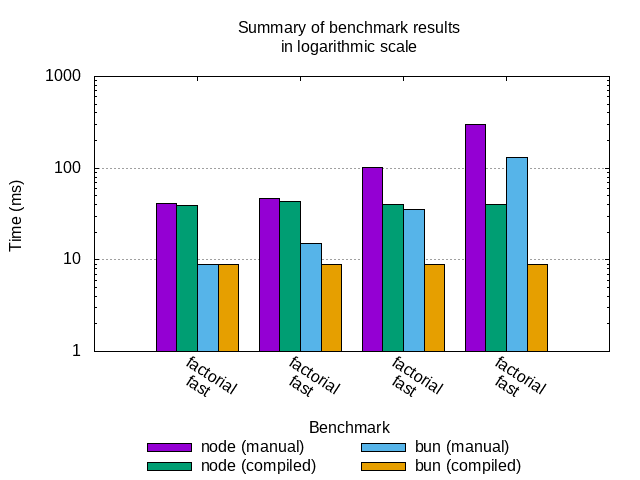 Summary of benchmark results
in logarithmic scale
1000
100
10
1
Time (ms)
factorial
fast
factorial
fast
factorial
fast
factorial
fast
Benchmark
node (manual)
node (compiled)
bun (manual)
bun (compiled)